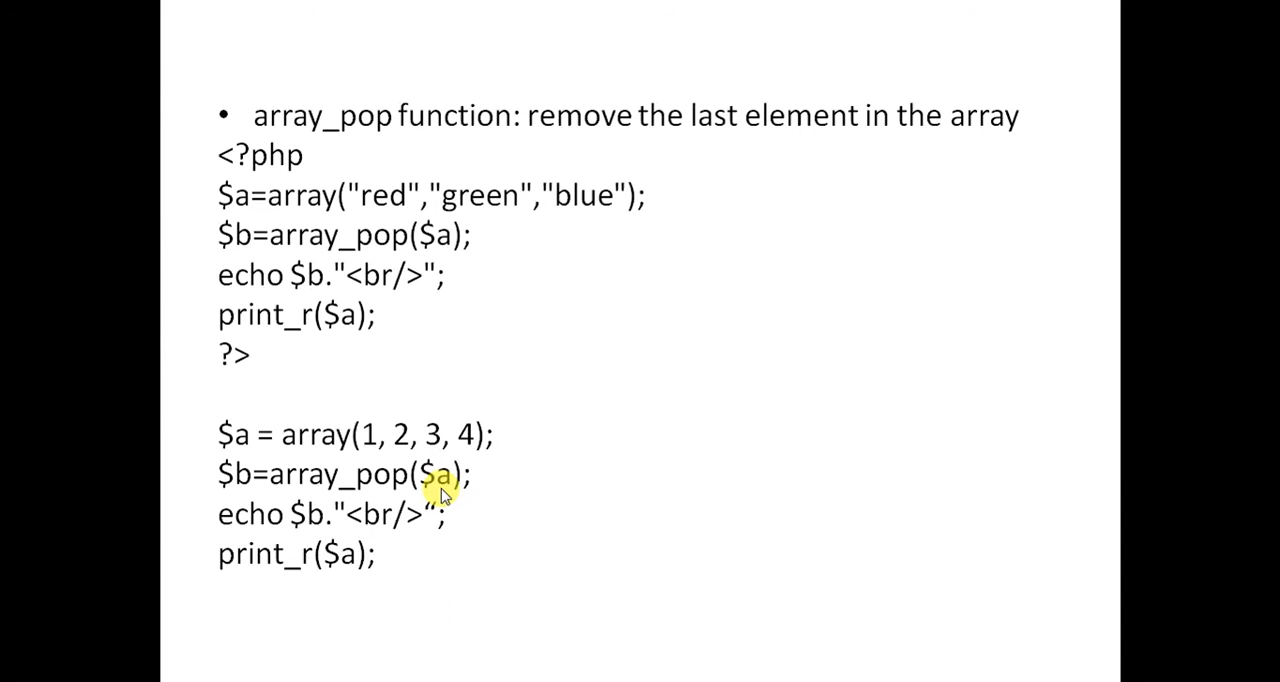 • array_pop function: remove the last element in the array
<?php
$a=array("red","green","blue");
$b=array_pop($a);
echo $b."<br/>";
print_r($a);
?>
$a = array(1, 2, 3, 4);
$b=array_pop($a);
echo $b."<br/>“;
print_r($a);